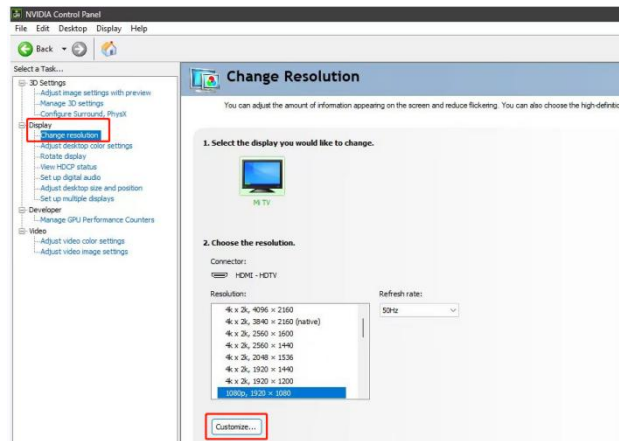 NVIDIA Control Panel
File Edit Desktop Display Help
Back
Select a Task...
3D Settings
Adjust image settings with preview
Manage 3D settings
Configure Surround, PhysX
Display
Change resolution
Adjust desktop color settings
Rotate display
View HDCP status
Set up digital audio
Adjust desktop size and position
Set up multiple displays
Developer
Manage GPU Performance Counters
Video
Adjust video color settings
Adjust video image settings
Change Resolution
You can adjust the amount of information appearing on the screen and reduce flickering. You can also choose the high-definitic
1. Select the display you would like to change.
Mi TV
2. Choose the resolution.
Connector:
HDMI - HDTV
Resolution:
Refresh rate:
4k x 2k, 4096 × 2160
50Hz
4k x 2k, 3840 × 2160 (native)
4k x 2k, 2560 × 1600
4k x 2k, 2560 × 1440
4k x 2k, 2048 × 1536
4k x 2k, 1920 × 1440
4k x 2k, 1920 × 1200
1080p, 1920 × 1080
Customize...